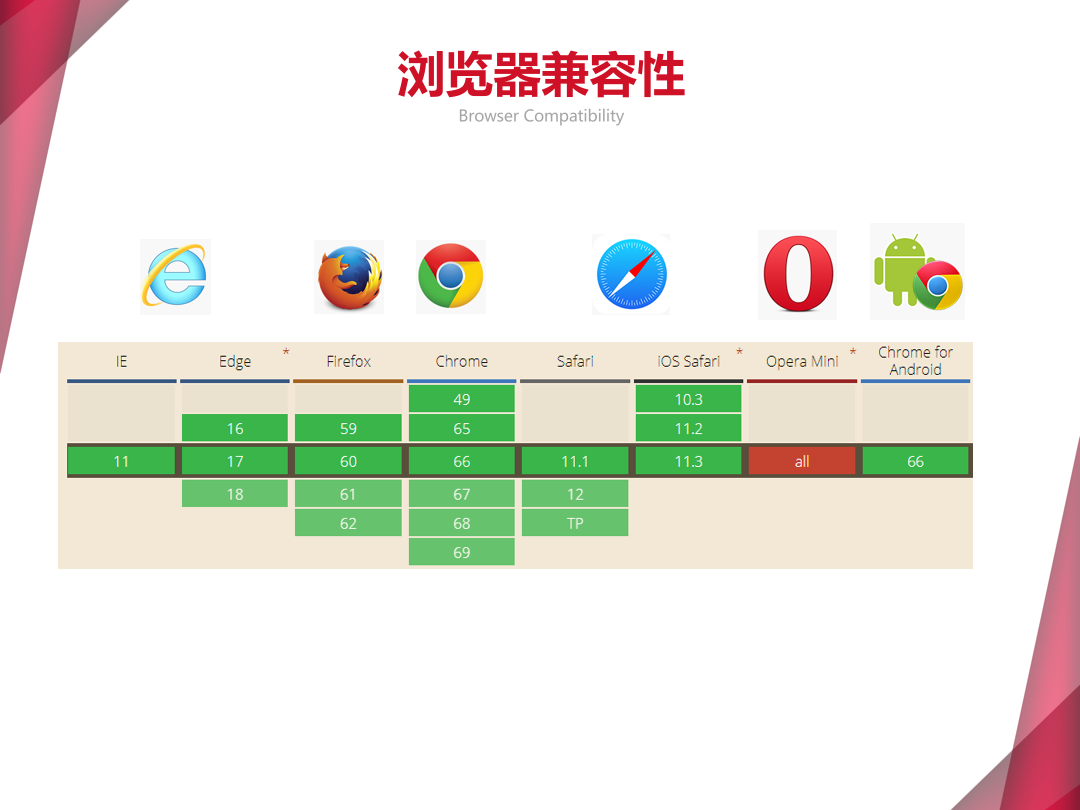 浏览器兼容性
Browser Compatibility
IE Edge * Firefox Chrome Safari iOS Safari * Opera Mini * Chrome for Android
49 10.3
16 59 65 11.2
11 17 60 66 11.1 11.3 all 66
18 61 67 12
62 68 TP
69